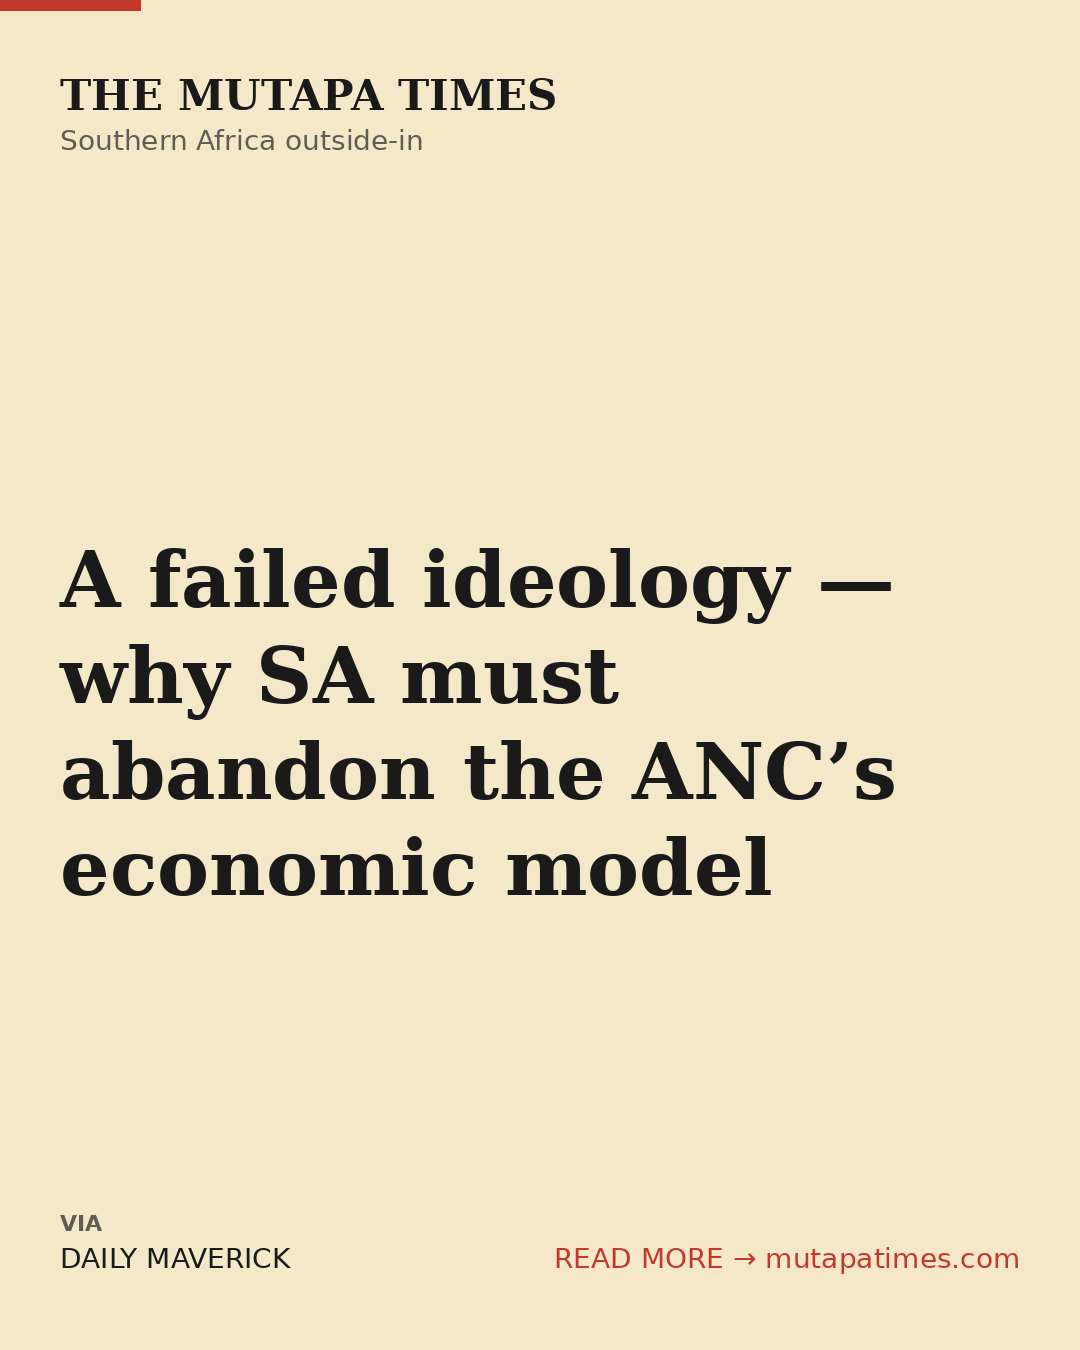 THE MUTAPA TIMES
Southern Africa outside-in
A failed ideology —
why SA must
abandon the ANC’s
economic model
VIA
DAILY MAVERICK
READ MORE → mutapatimes.com